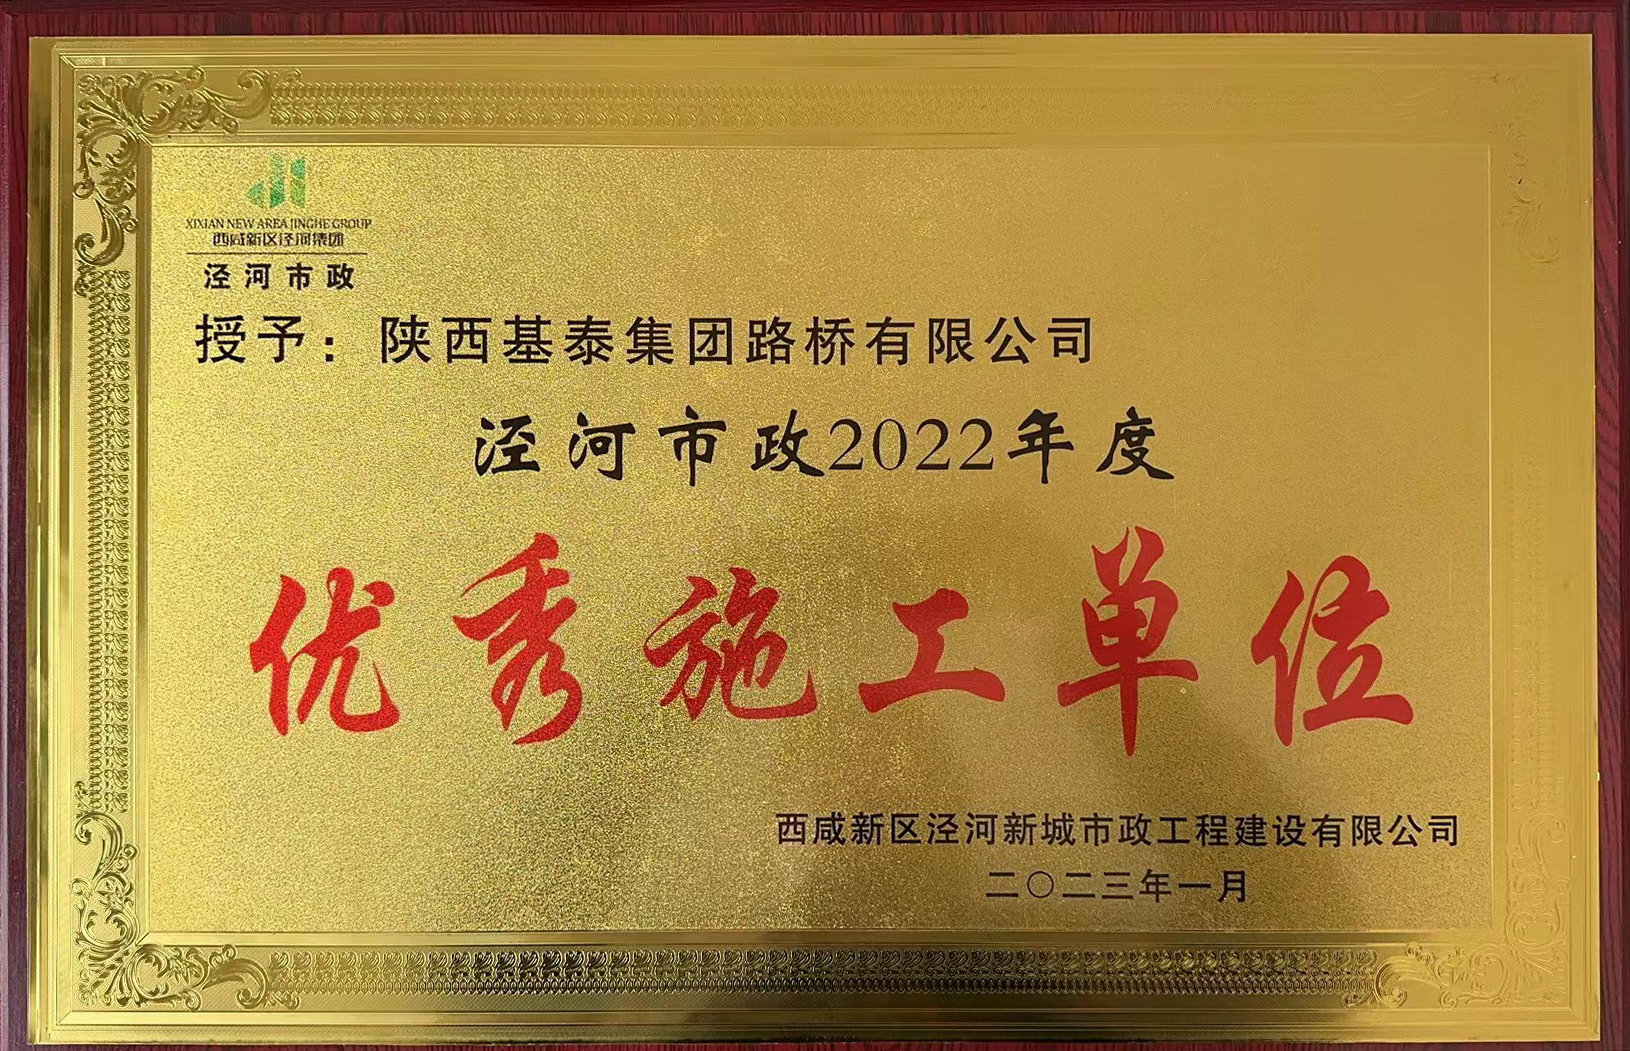 XIXIAN NEW AREA JINGHE GROUP
西咸新区泾河集团
泾河市政
授予：陕西基泰集团路桥有限公司
泾河市政2022年度
优秀施工单位
西咸新区泾河新城市政工程建设有限公司
二〇二三年一月